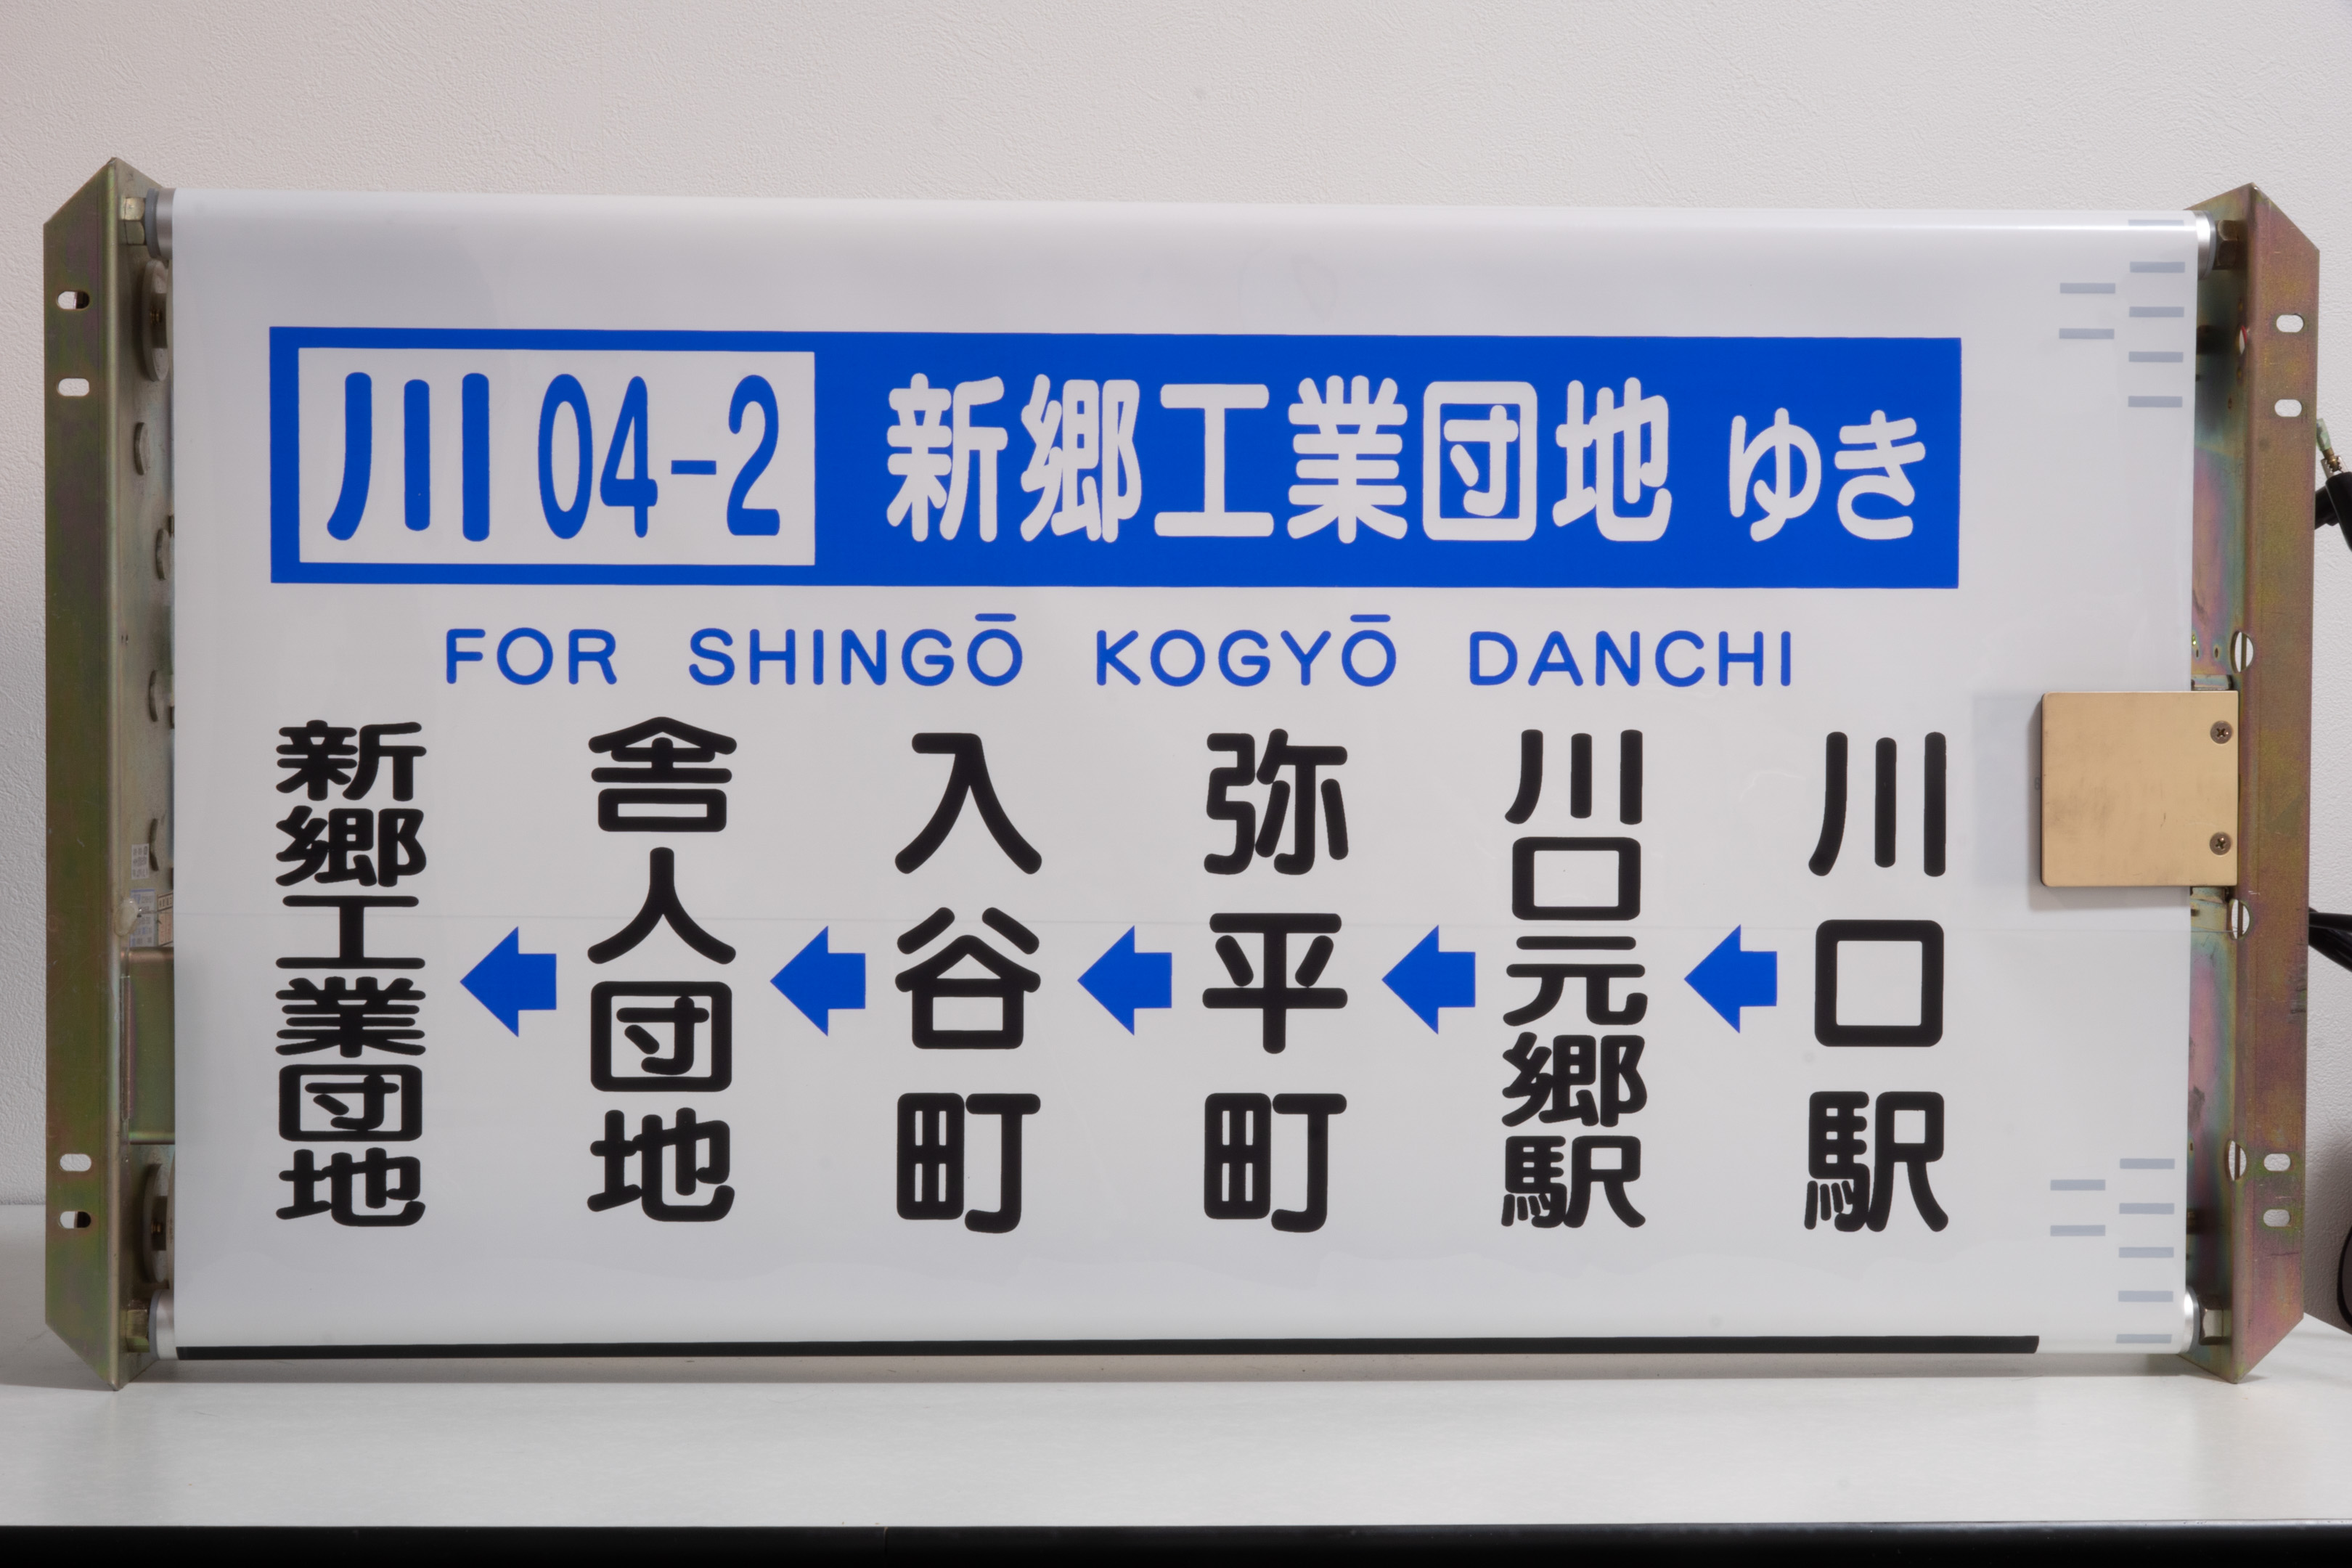 川04-2 新郷工業団地 ゆき
FOR SHINGŌ KOGYŌ DANCHI
川口駅
川口元郷駅
弥平町
入谷町
舎人団地
新郷工業団地